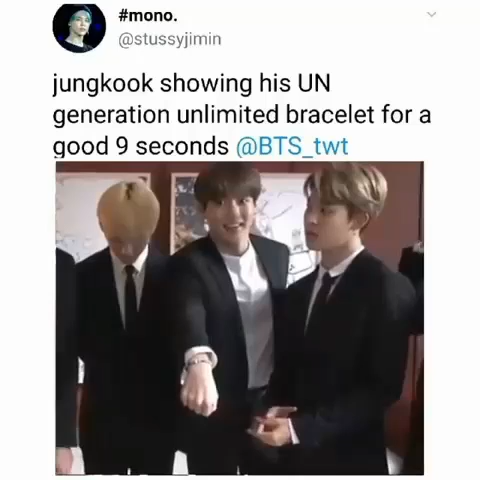 #mono.
@stussyjimin
jungkook showing his UN
generation unlimited bracelet for a
good 9 seconds @BTS_twt